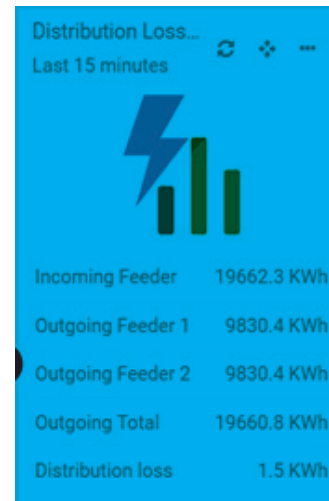 Distribution Loss...
Last 15 minutes
Incoming Feeder 19662.3 KWh
Outgoing Feeder 1 9830.4 KWh
Outgoing Feeder 2 9830.4 KWh
Outgoing Total 19660.8 KWh
Distribution loss 1.5 KWh